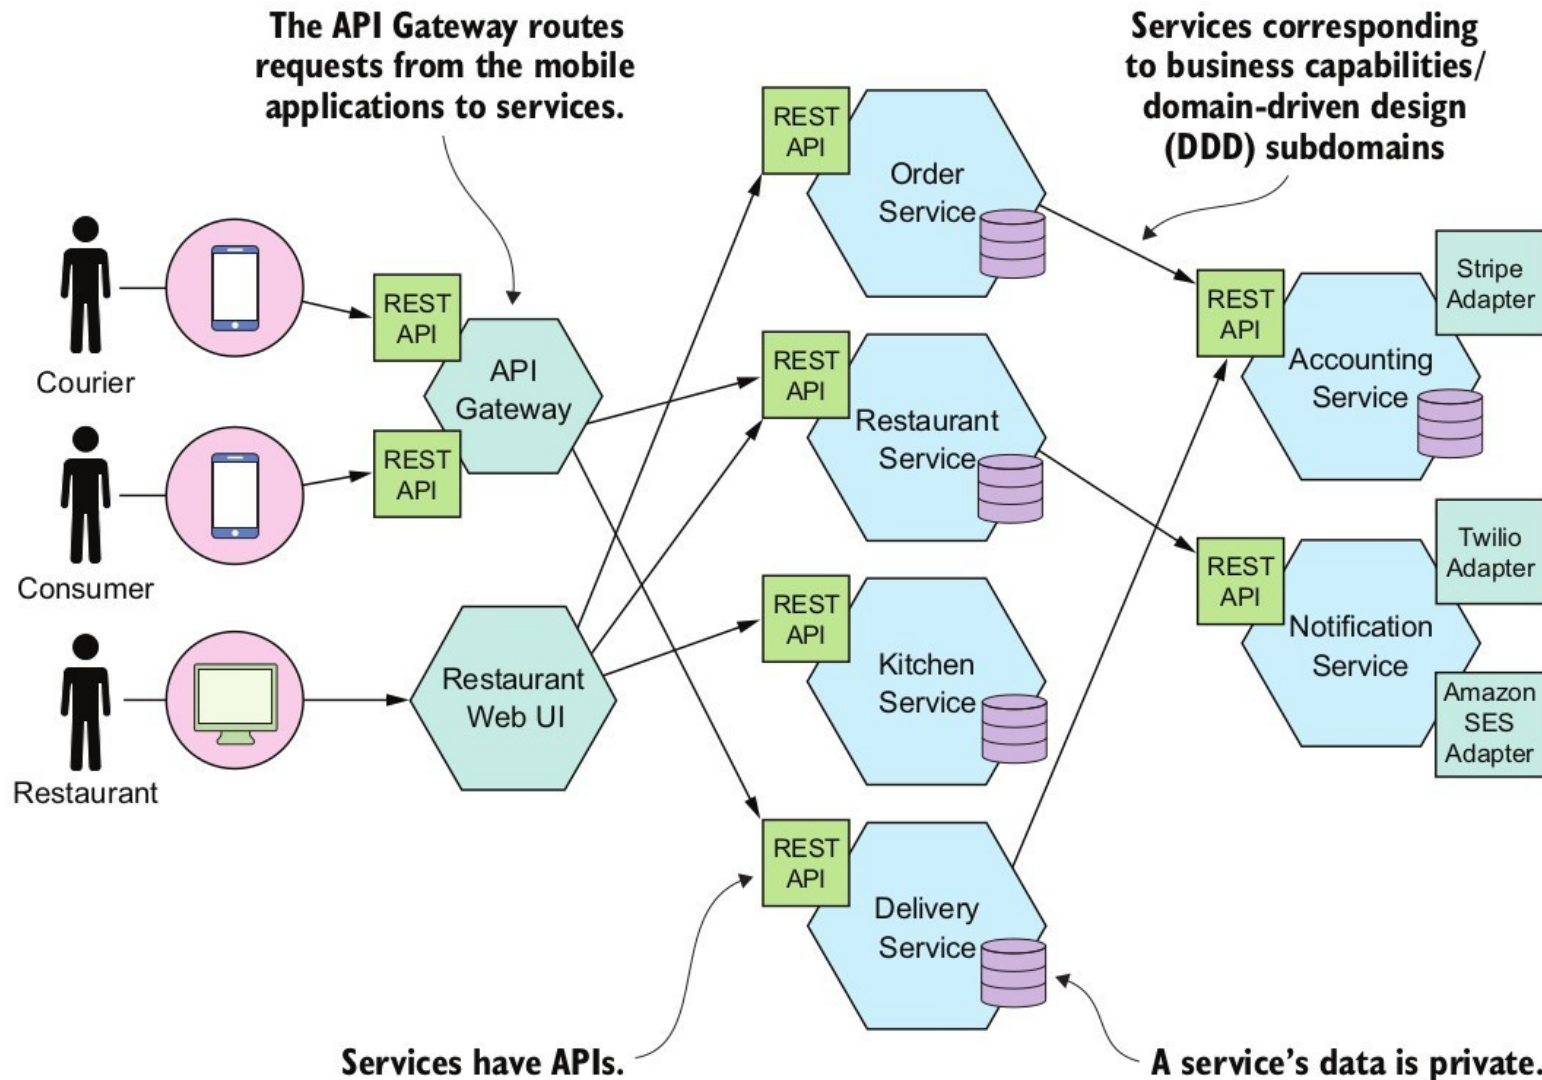 The API Gateway routes
requests from the mobile
applications to services.
Services corresponding
to business capabilities/
domain-driven design
(DDD) subdomains
REST
API
Order
Service
Courier
REST
API
API
Gateway
REST
API
Consumer
REST
API
Restaurant
Service
REST
API
Accounting
Service
Stripe
Adapter
Restaurant
Restaurant
Web UI
REST
API
Kitchen
Service
REST
API
Notification
Service
Twilio
Adapter
Amazon
SES
Adapter
REST
API
Delivery
Service
Services have APIs.
A service’s data is private.